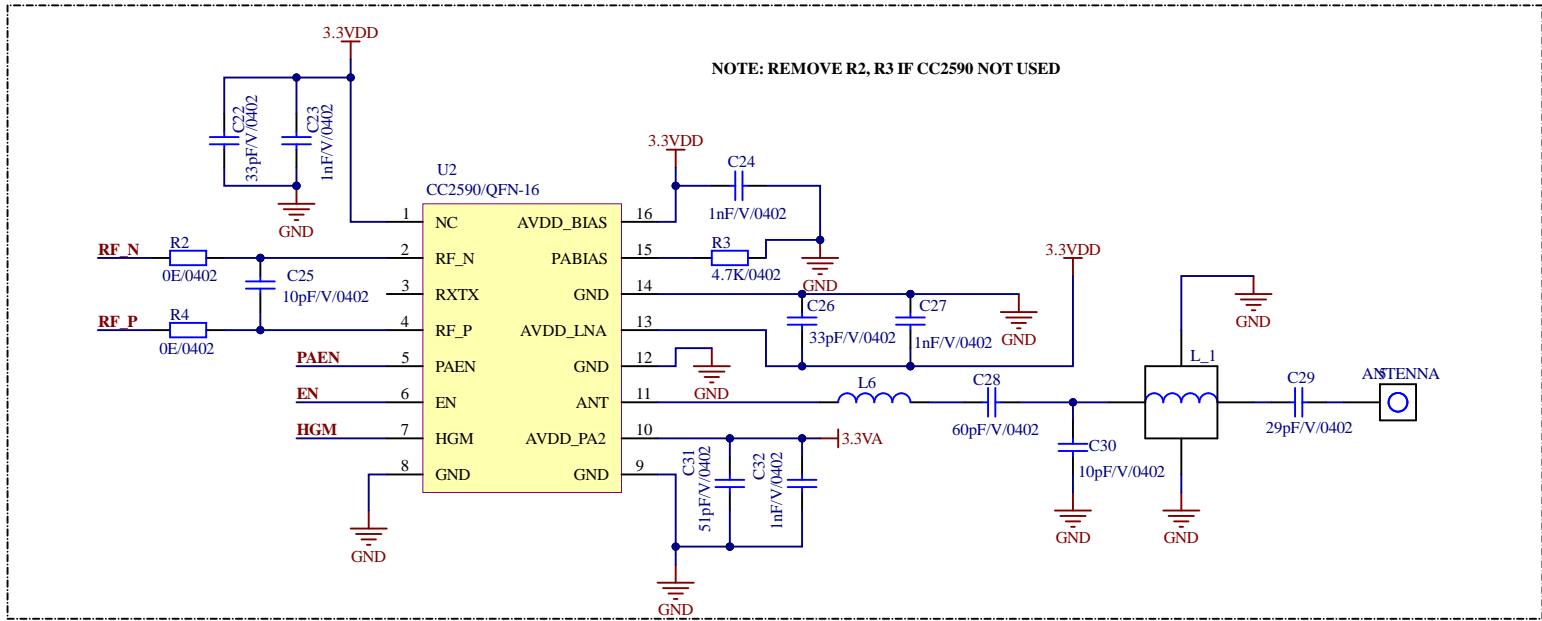 3.3VDD
NOTE: REMOVE R2, R3 IF CC2590 NOT USED
C22
33pF/V/0402
C23
1nF/V/0402
GND
3.3VDD
C24
1nF/V/0402
U2
CC2590/QFN-16
1 NC AVDD_BIAS 16
RF_N R2 0E/0402
2 RF_N PABIAS 15
R3
4.7K/0402
GND
3.3VDD
C25
10pF/V/0402
3 RXTX GND 14
C26
33pF/V/0402
C27
1nF/V/0402
GND
GND
RF_P R4 0E/0402
4 RF_P AVDD_LNA 13
PAEN 5 PAEN GND 12
GND
EN 6 EN ANT 11
L6
C28
60pF/V/0402
C30
10pF/V/0402
GND
L_1
GND
C29
29pF/V/0402
ANTENNA
HGM 7 HGM AVDD_PA2 10
3.3VA
8 GND GND 9
GND
C31
51pF/V/0402
C32
1nF/V/0402
GND